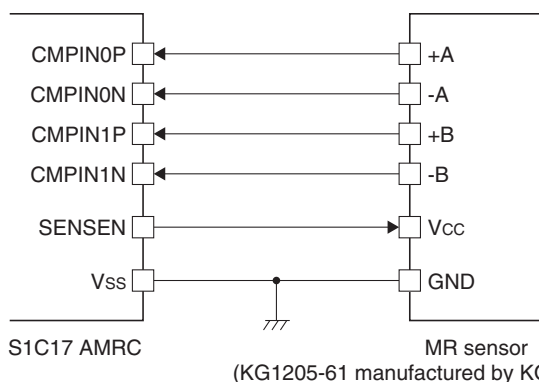 CMPIN0P +A
CMPIN0N -A
CMPIN1P +B
CMPIN1N -B
SENSEN VCC
VSS GND
S1C17 AMRC MR sensor
(KG1205-61 manufactured by